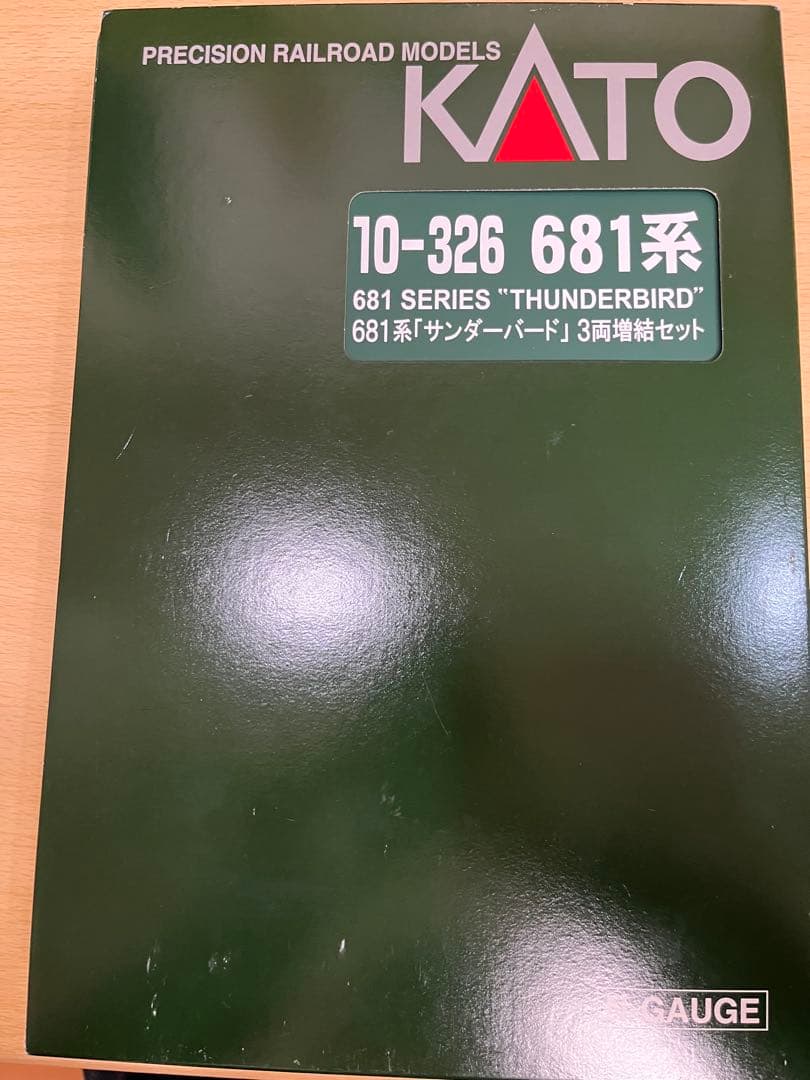 PRECISION RAILROAD MODELS
KATO
10-326 681系
681 SERIES "THUNDERBIRD"
681系「サンダーバード」3両増結セット
GAUGE